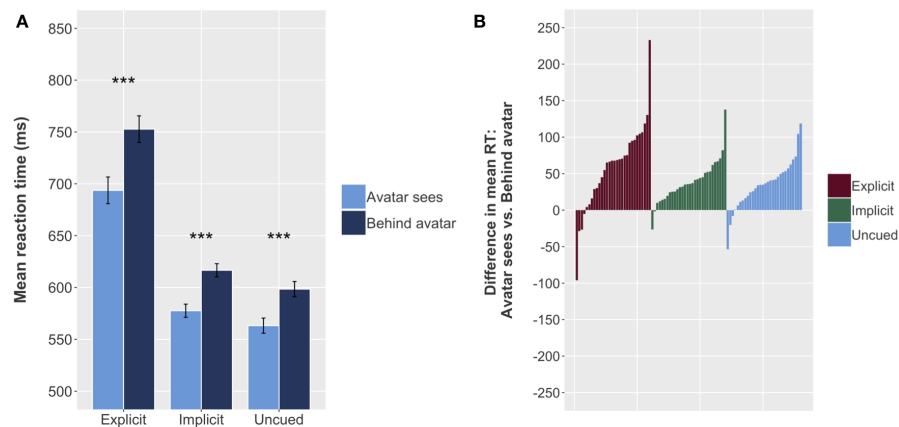 A
Mean reaction time (ms)
850
800
750
700
650
600
550
500
***
***
***
Explicit
Implicit
Uncued
Avatar sees
Behind avatar
B
Difference in mean RT:
Avatar sees vs. Behind avatar
250
200
150
100
50
0
-50
-100
-150
-200
-250
Explicit
Implicit
Uncued